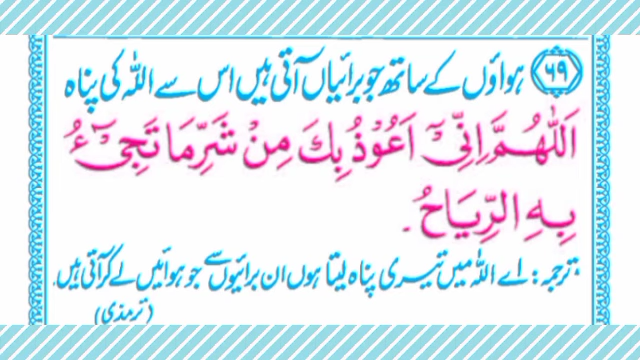 ۶۹ ہواؤں کے ساتھ جو برائیاں آتی ہیں اس سے اللہ کی پناہ
اَللّٰهُمَّ اِنِّیْٓ اَعُوْذُ بِكَ مِنْ شَرِّ مَا تَجِیْٓءُ
بِهِ الرِّیَاحُ۔
ترجمہ: اے اللہ میں تیری پناہ لیتا ہوں ان برائیوں سے جو ہوائیں لے کر آتی ہیں۔
(ترمذی)